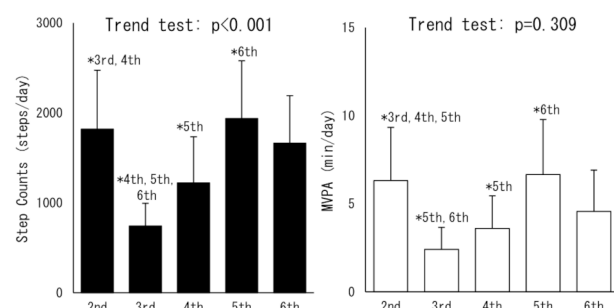 Trend test: p<0.001
3000
2000
1000
0
Step Counts (steps/day)
*3rd, 4th
*4th, 5th,
6th
*5th
*6th
2nd 3rd 4th 5th 6th
Trend test: p=0.309
15
10
5
0
MVPA (min/day)
*3rd, 4th, 5th
*5th, 6th
*5th
*6th
2nd 3rd 4th 5th 6th